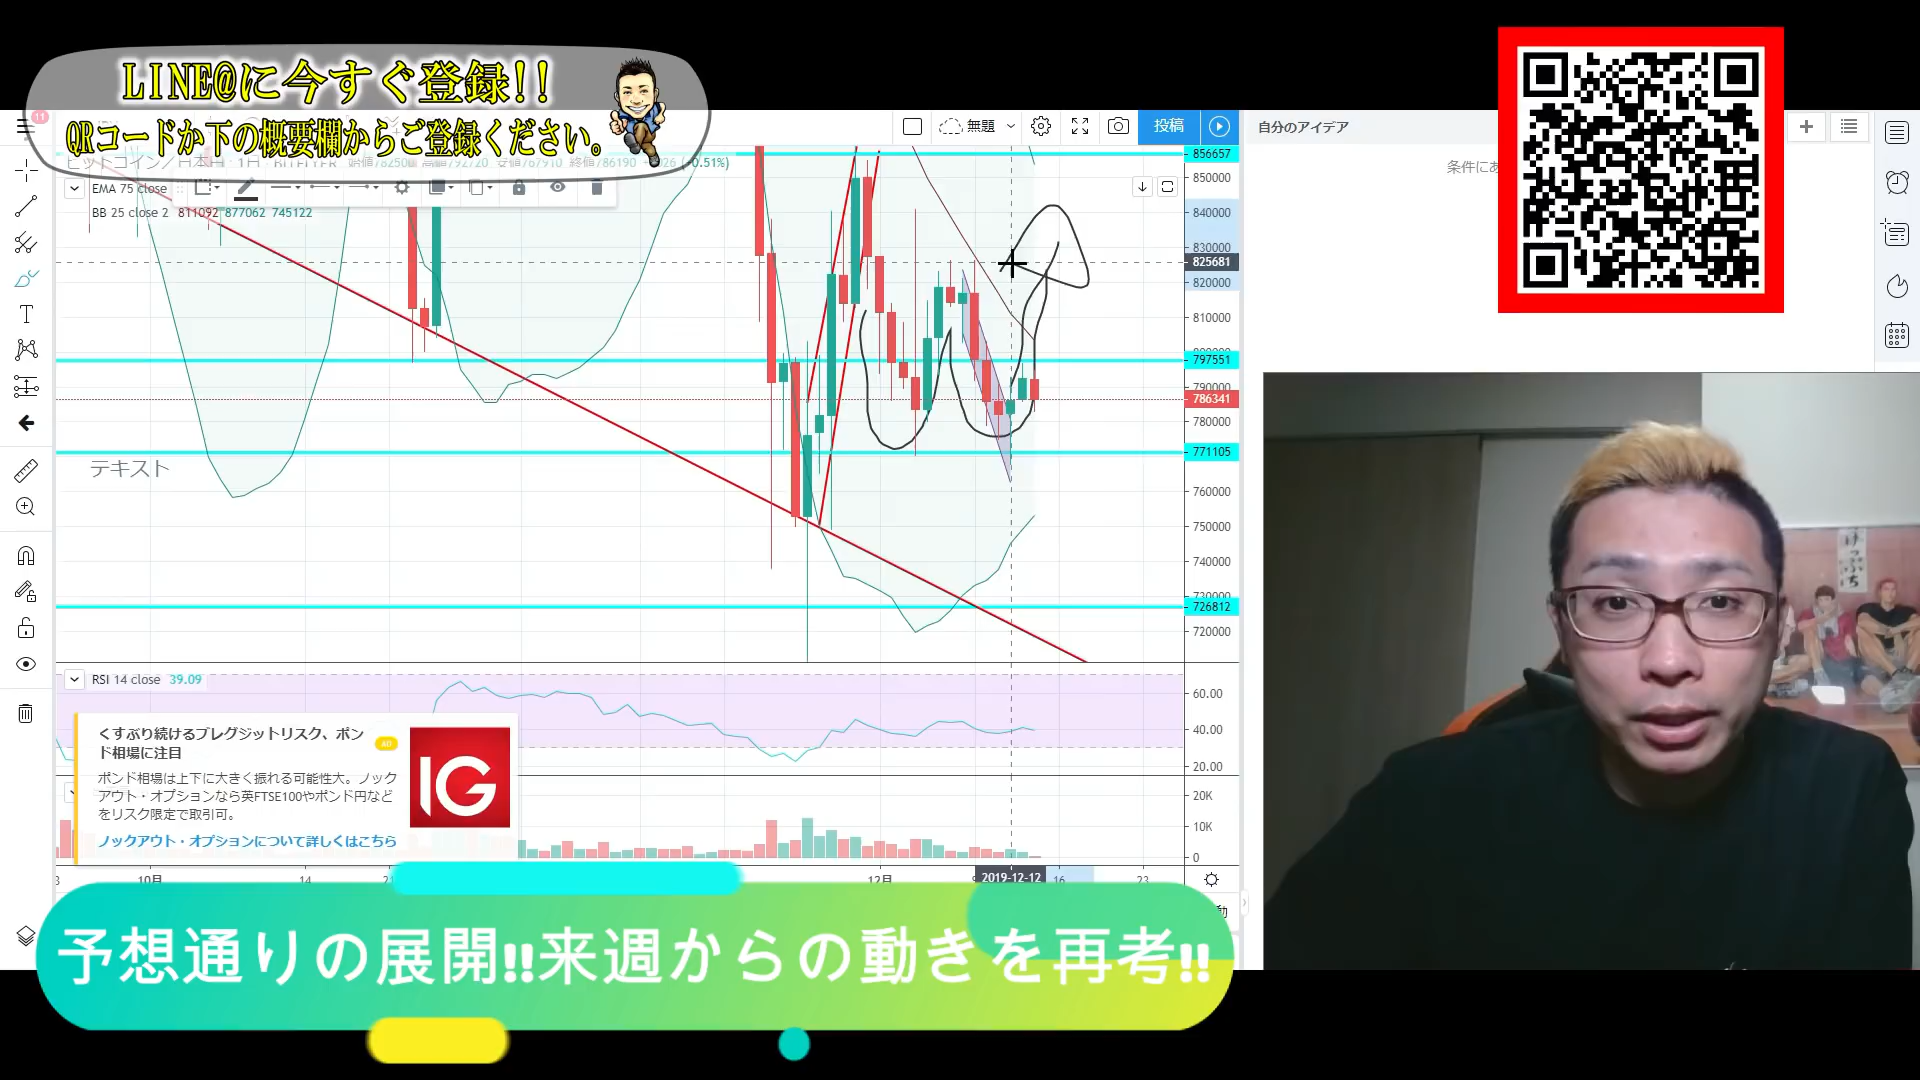 LINE@に今すぐ登録!!
QRコードか下の概要欄からご登録ください。
11
無題
投稿
自分のアイデア
条件にあ
EMA 75 close
BB 25 close 2 811092 877062 745122
テキスト
856657
850000
840000
830000
825681
820000
810000
797551
790000
786341
780000
771105
760000
750000
740000
730000
726812
720000
RSI 14 close 39.09
60.00
40.00
20.00
20K
10K
0
くすぶり続けるブレグジットリスク、ポン
ド相場に注目
AD
ポンド相場は上下に大きく振れる可能性大。ノック
アウト・オプションなら英FTSE100やポンド円など
をリスク限定で取引可。
ノックアウト・オプションについて詳しくはこちら
IG
10月
14
12月
2019-12-12
16
23
予想通りの展開!!来週からの動きを再考!!